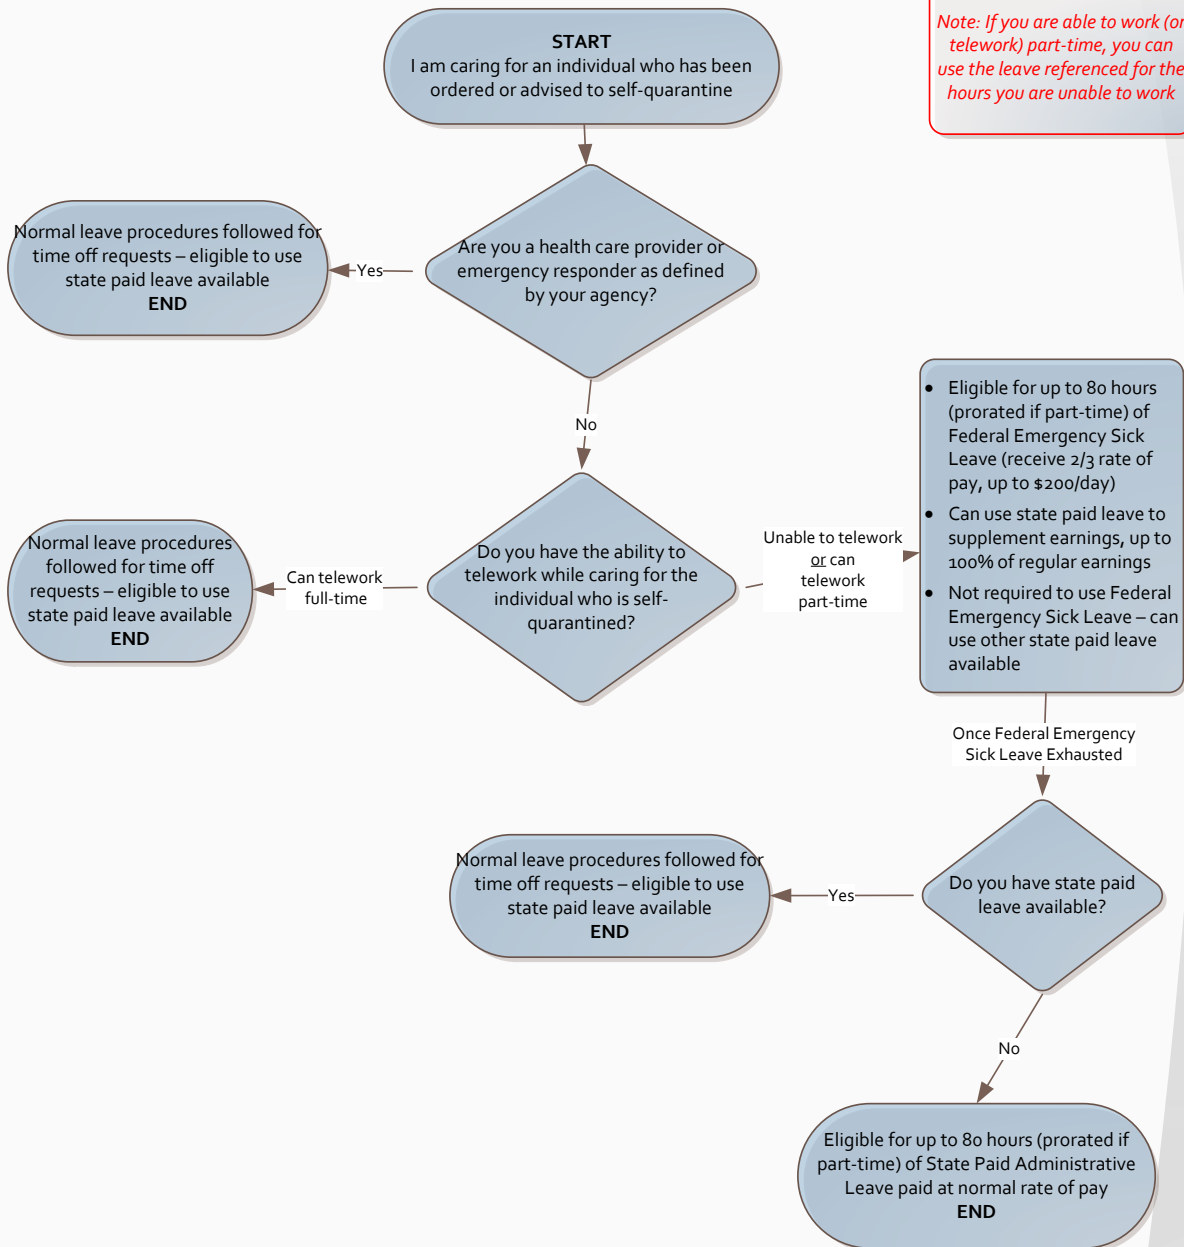 START
I am caring for an individual who has been
ordered or advised to self-quarantine
Note: If you are able to work (or
telework) part-time, you can
use the leave referenced for the
hours you are unable to work
Are you a health care provider or
emergency responder as defined
by your agency?
Yes
Normal leave procedures followed for
time off requests – eligible to use
state paid leave available
END
No
Do you have the ability to
telework while caring for the
individual who is self-
quarantined?
Can telework
full-time
Normal leave procedures
followed for time off
requests – eligible to use
state paid leave available
END
Unable to telework
or can
telework
part-time
• Eligible for up to 80 hours
(prorated if part-time) of
Federal Emergency Sick
Leave (receive 2/3 rate of
pay, up to $200/day)
• Can use state paid leave to
supplement earnings, up to
100% of regular earnings
• Not required to use Federal
Emergency Sick Leave – can
use other state paid leave
available
Once Federal Emergency
Sick Leave Exhausted
Do you have state paid
leave available?
Yes
Normal leave procedures followed for
time off requests – eligible to use
state paid leave available
END
No
Eligible for up to 80 hours (prorated if
part-time) of State Paid Administrative
Leave paid at normal rate of pay
END